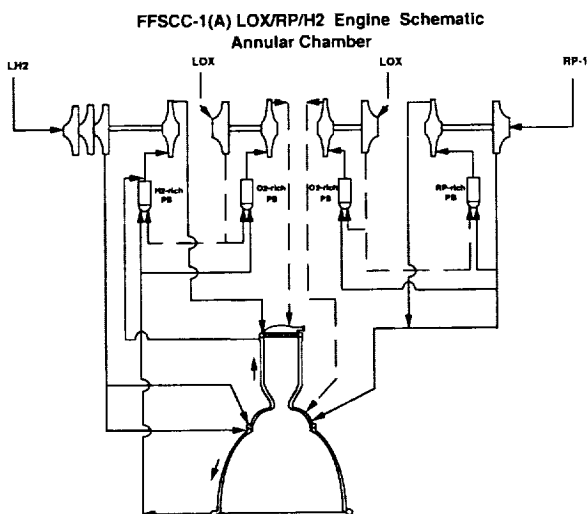 FFSCC-1(A) LOX/RP/H2 Engine Schematic
Annular Chamber
LH2
LOX
LOX
RP-1
H2-rich
PB
O2-rich
PB
O2-rich
PB
RP-rich
PB